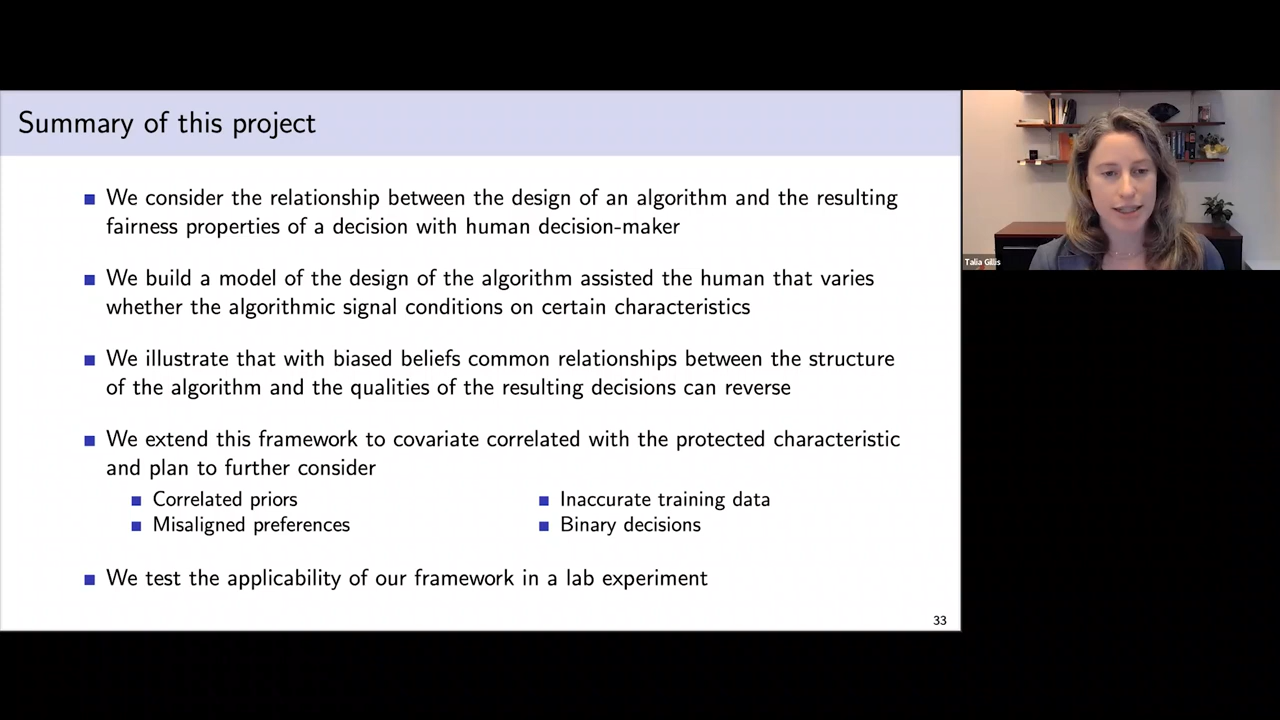 Summary of this project
We consider the relationship between the design of an algorithm and the resulting
fairness properties of a decision with human decision-maker
We build a model of the design of the algorithm assisted the human that varies
whether the algorithmic signal conditions on certain characteristics
We illustrate that with biased beliefs common relationships between the structure
of the algorithm and the qualities of the resulting decisions can reverse
We extend this framework to covariate correlated with the protected characteristic
and plan to further consider
Correlated priors
Misaligned preferences
Inaccurate training data
Binary decisions
We test the applicability of our framework in a lab experiment
33
Talia Gillis